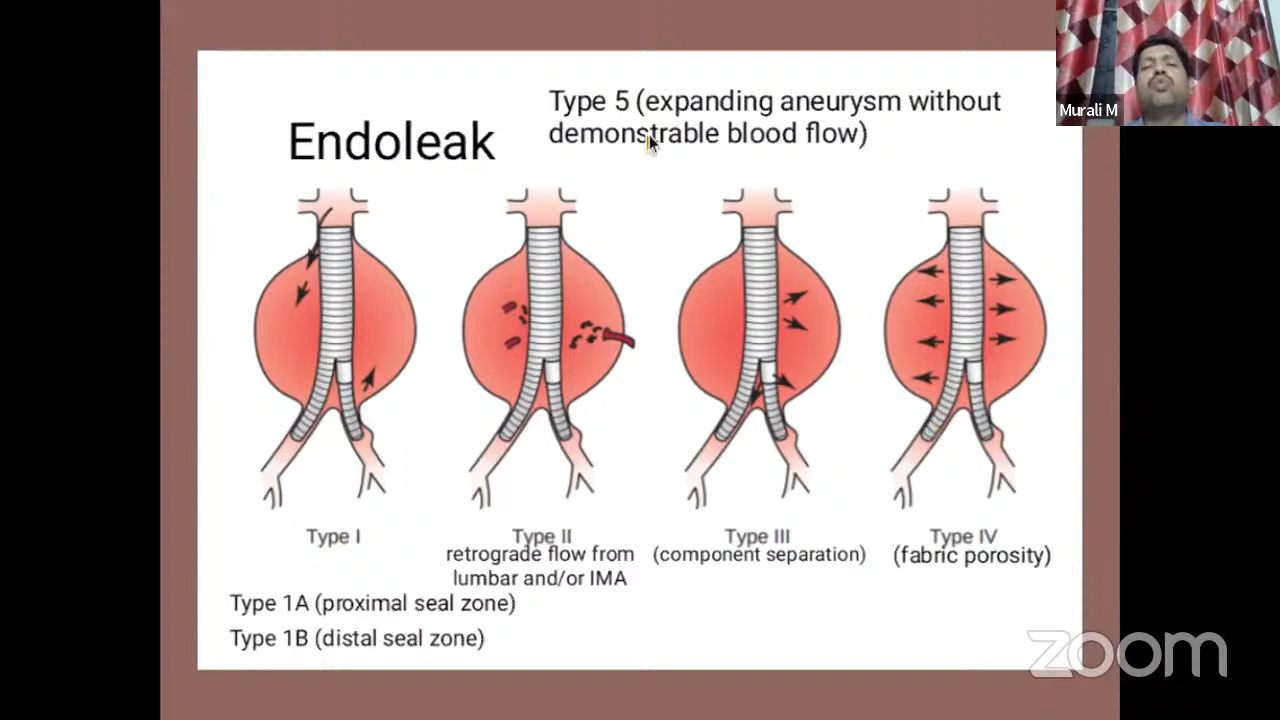 Murali M
Type 5 (expanding aneurysm without
demonstrable blood flow)
Endoleak
Type I
Type II
retrograde flow from
lumbar and/or IMA
Type III
(component separation)
Type IV
(fabric porosity)
Type 1A (proximal seal zone)
Type 1B (distal seal zone)
zoom